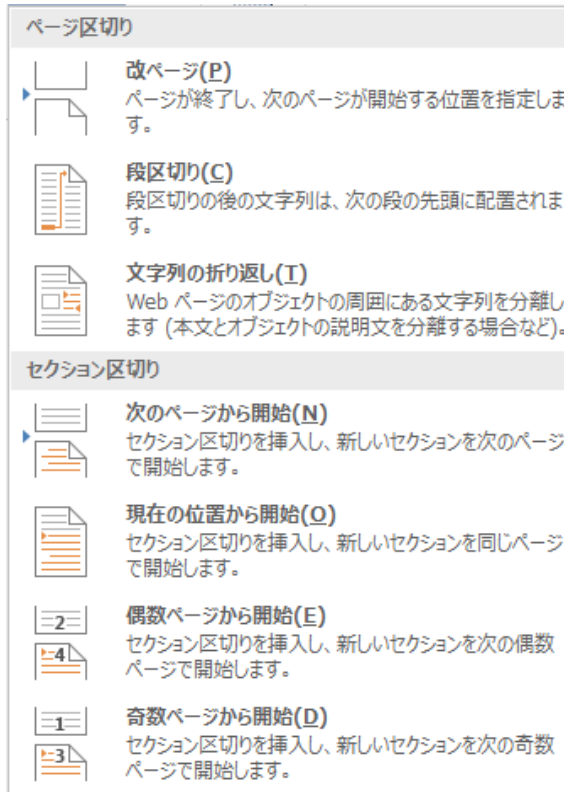 ページ区切り
改ページ(P)
ページが終了し、次のページが開始する位置を指定しま
す。
段区切り(C)
段区切りの後の文字列は、次の段の先頭に配置されま
す。
文字列の折り返し(T)
Web ページのオブジェクトの周囲にある文字列を分離し
ます (本文とオブジェクトの説明文を分離する場合など)。
セクション区切り
次のページから開始(N)
セクション区切りを挿入し、新しいセクションを次のページ
で開始します。
現在の位置から開始(O)
セクション区切りを挿入し、新しいセクションを同じページ
で開始します。
2
偶数ページから開始(E)
セクション区切りを挿入し、新しいセクションを次の偶数
4
ページで開始します。
1
奇数ページから開始(D)
セクション区切りを挿入し、新しいセクションを次の奇数
3
ページで開始します。